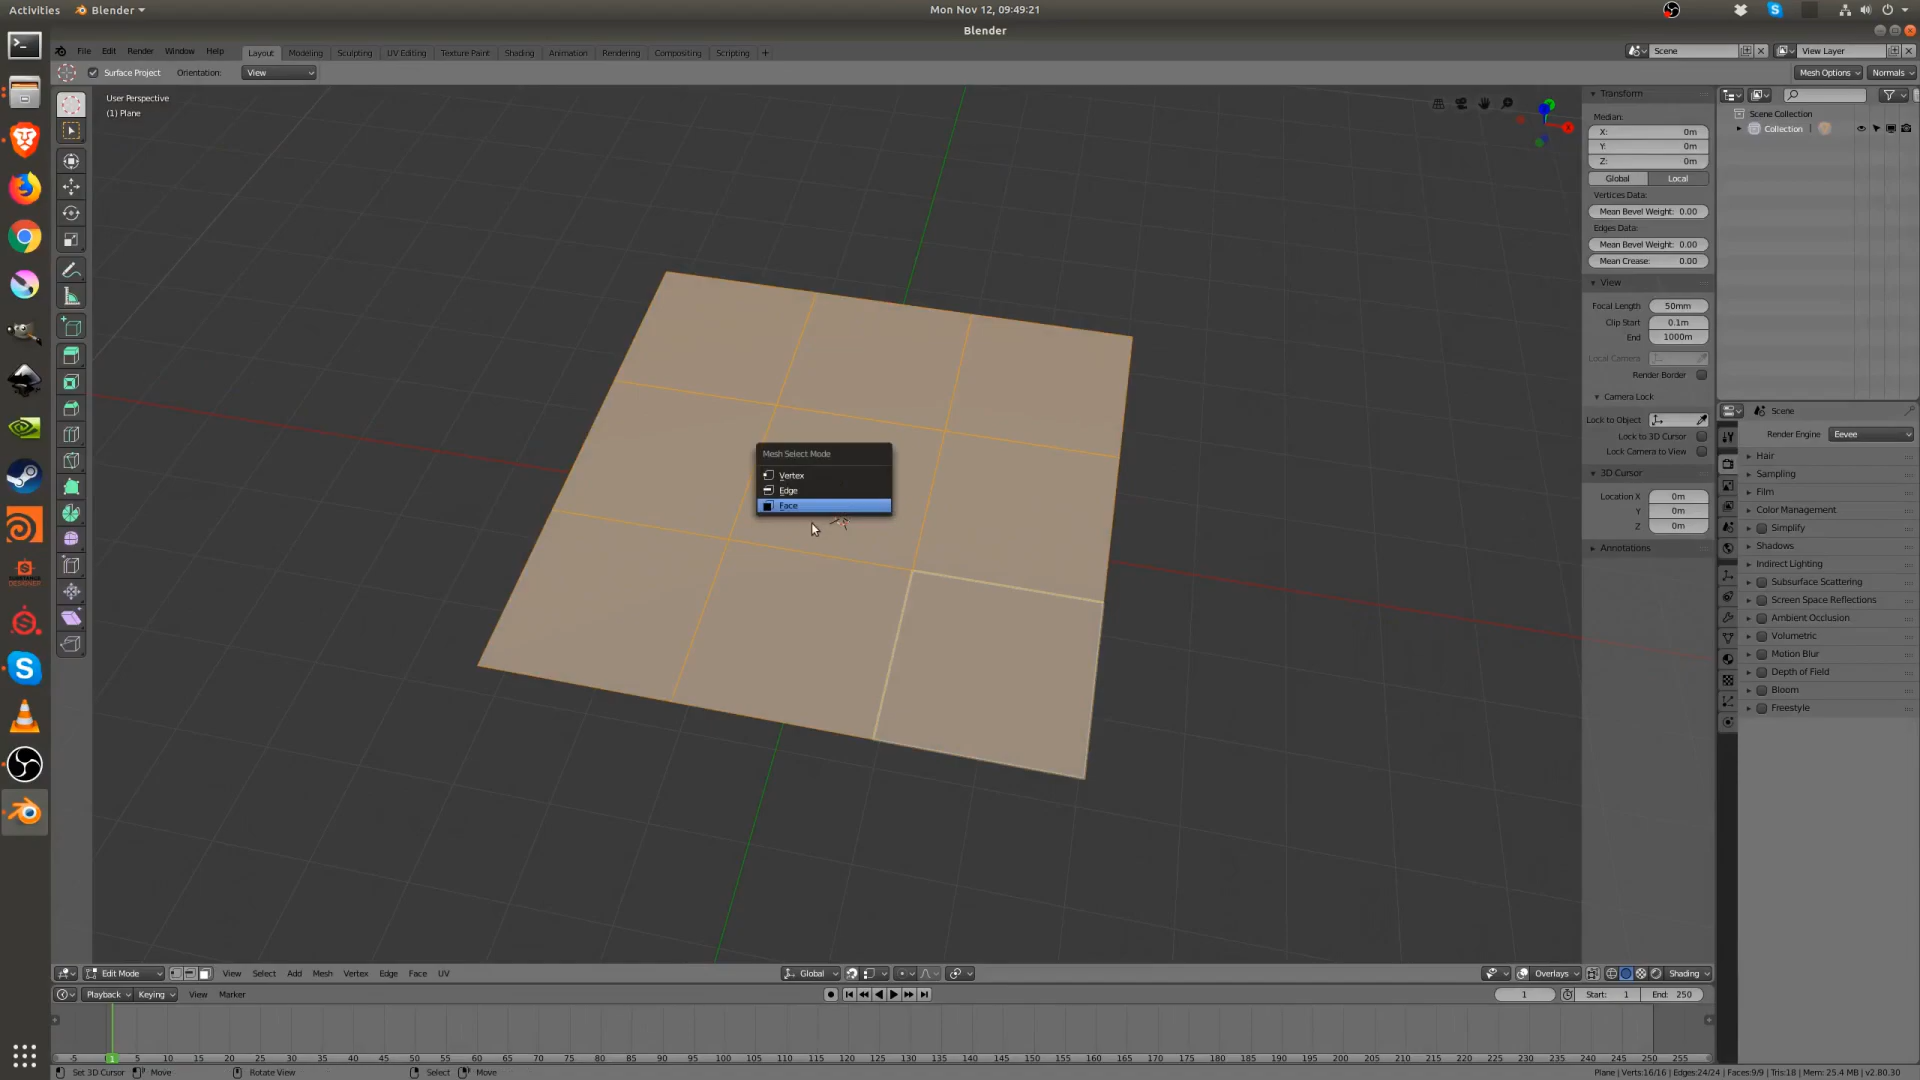 Activities
Blender
Mon Nov 12, 09:49:21
Blender
File Edit Render Window Help
Layout Modeling Sculpting UV Editing Texture Paint Shading Animation Rendering Compositing Scripting +
Scene
View Layer
Surface Project Orientation: View
Mesh Options Normals
User Perspective
(1) Plane
Transform
Median:
X: 0m
Y: 0m
Z: 0m
Global Local
Vertices Data:
Mean Bevel Weight: 0.00
Edges Data:
Mean Bevel Weight: 0.00
Mean Crease: 0.00
View
Focal Length 50mm
Clip Start 0.1m
End 1000m
Local Camera
Render Border
Camera Lock
Lock to Object
Lock to 3D Cursor
Lock Camera to View
3D Cursor
Location X 0m
Y 0m
Z 0m
Annotations
Scene Collection
Collection
Scene
Render Engine Eevee
Hair
Sampling
Film
Color Management
Simplify
Shadows
Indirect Lighting
Subsurface Scattering
Screen Space Reflections
Ambient Occlusion
Volumetric
Motion Blur
Depth of Field
Bloom
Freestyle
Mesh Select Mode
Vertex
Edge
Face
SUBSTANCE
DESIGNER
Edit Mode View Select Add Mesh Vertex Edge Face UV
Global
Overlays Shading
Playback Keying View Marker
1 Start: 1 End: 250
-5 1 5 10 15 20 25 30 35 40 45 50 55 60 65 70 75 80 85 90 95 100 105 110 115 120 125 130 135 140 145 150 155 160 165 170 175 180 185 190 195 200 205 210 215 220 225 230 235 240 245 250 255
Set 3D Cursor Move Rotate View Select Move
Plane | Verts:16/16 | Edges:24/24 | Faces:9/9 | Tris:18 | Mem: 25.4 MB | v2.80.30